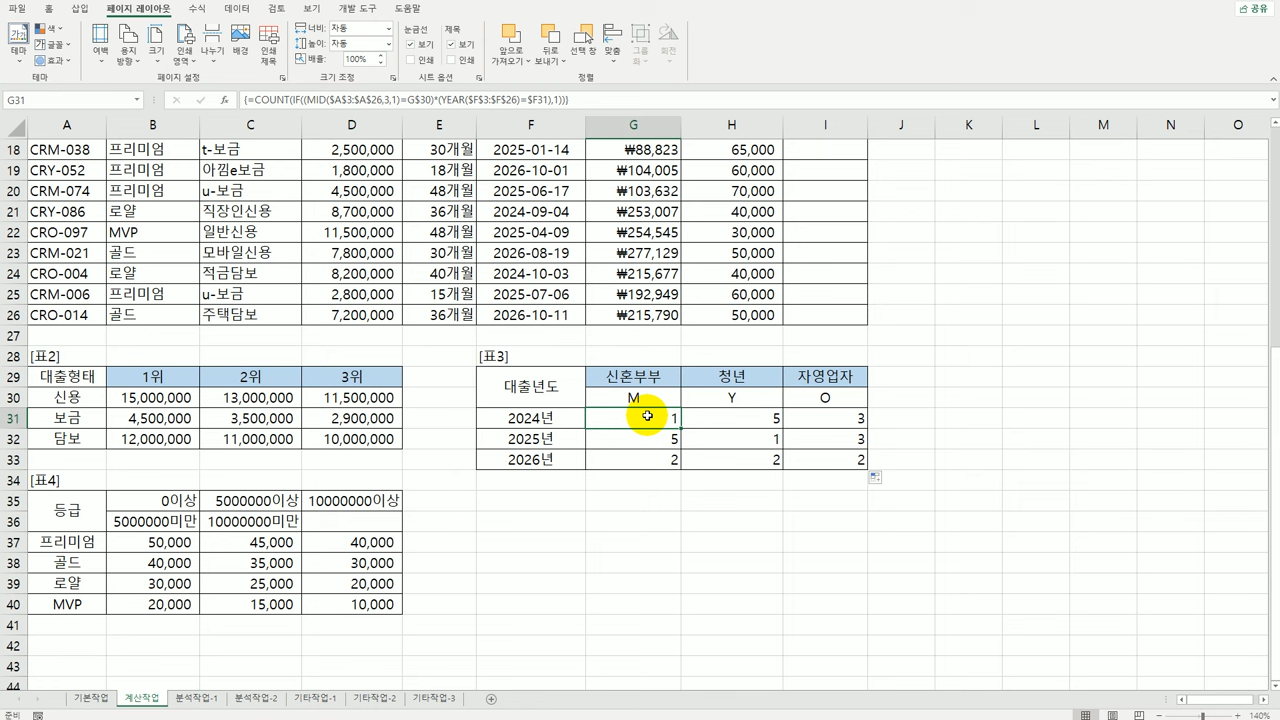 파일 홈 삽입 페이지 레이아웃 수식 데이터 검토 보기 개발 도구 도움말 공유
테마 색 글꼴 효과 여백 용지 방향 크기 인쇄 영역 나누기 배경 인쇄 제목 너비: 자동 높이: 자동 배율: 100% 눈금선 보기 인쇄 제목 보기 인쇄 앞으로 가져오기 뒤로 보내기 선택 창 맞춤 그룹화 회전
테마 페이지 설정 크기 조정 시트 옵션 정렬
G31 fx {=COUNT(IF((MID($A$3:$A$26,3,1)=G$30)*(YEAR($F$3:$F$26)=$F31),1))}
A B C D E F G H I J K L M N O
18 CRM-038 프리미엄 t-보금 2,500,000 30개월 2025-01-14 ₩88,823 65,000
19 CRY-052 프리미엄 아낌e보금 1,800,000 18개월 2026-10-01 ₩104,005 60,000
20 CRM-074 프리미엄 u-보금 4,500,000 48개월 2025-06-17 ₩103,632 70,000
21 CRY-086 로얄 직장인신용 8,700,000 36개월 2024-09-04 ₩253,007 40,000
22 CRO-097 MVP 일반신용 11,500,000 48개월 2025-04-09 ₩254,545 30,000
23 CRM-021 골드 모바일신용 7,800,000 30개월 2026-08-19 ₩277,129 50,000
24 CRO-004 로얄 적금담보 8,200,000 40개월 2024-10-03 ₩215,677 40,000
25 CRM-006 프리미엄 u-보금 2,800,000 15개월 2025-07-06 ₩192,949 60,000
26 CRO-014 골드 주택담보 7,200,000 36개월 2026-10-11 ₩215,790 50,000
27
28 [표2] [표3]
29 대출형태 1위 2위 3위 대출년도 신혼부부 청년 자영업자
30 신용 15,000,000 13,000,000 11,500,000 M Y O
31 보금 4,500,000 3,500,000 2,900,000 2024년 1 5 3
32 담보 12,000,000 11,000,000 10,000,000 2025년 5 1 3
33 2026년 2 2 2
34 [표4]
35 등급 0이상 5000000이상 10000000이상
36 5000000미만 10000000미만
37 프리미엄 50,000 45,000 40,000
38 골드 40,000 35,000 30,000
39 로얄 30,000 25,000 20,000
40 MVP 20,000 15,000 10,000
41
42
43
44
기본작업 계산작업 분석작업-1 분석작업-2 기타작업-1 기타작업-2 기타작업-3
준비 140%